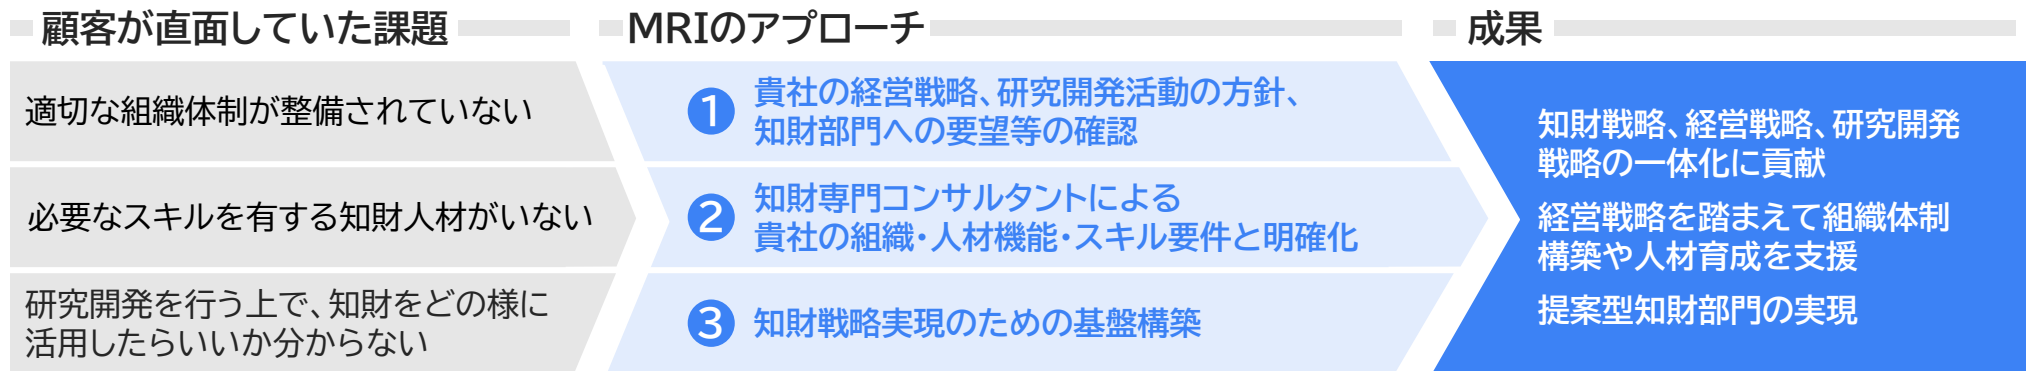 顧客が直面していた課題
適切な組織体制が整備されていない
必要なスキルを有する知財人材がいない
研究開発を行う上で、知財をどの様に
活用したらいいか分からない
MRIのアプローチ
1
貴社の経営戦略、研究開発活動の方針、
知財部門への要望等の確認
2
知財専門コンサルタントによる
貴社の組織・人材機能・スキル要件と明確化
3
知財戦略実現のための基盤構築
成果
知財戦略、経営戦略、研究開発
戦略の一体化に貢献
経営戦略を踏まえて組織体制
構築や人材育成を支援
提案型知財部門の実現